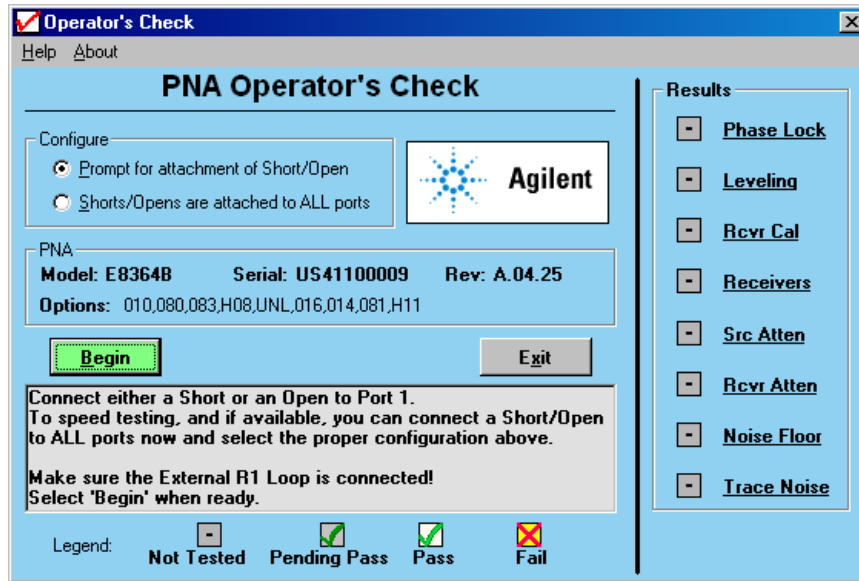 Operator's Check
Help About
PNA Operator's Check
Configure
Prompt for attachment of Short/Open
Shorts/Opens are attached to ALL ports
Agilent
PNA
Model: E8364B Serial: US41100009 Rev: A.04.25
Options: 010,080,083,H08,UNL,016,014,081,H11
Begin
Exit
Connect either a Short or an Open to Port 1.
To speed testing, and if available, you can connect a Short/Open
to ALL ports now and select the proper configuration above.
Make sure the External R1 Loop is connected!
Select 'Begin' when ready.
Legend:
Not Tested
Pending Pass
Pass
Fail
Results
Phase Lock
Leveling
Rcvr Cal
Receivers
Src Atten
Rcvr Atten
Noise Floor
Trace Noise